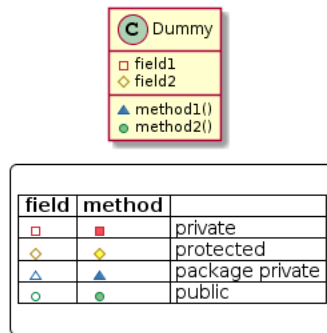 C Dummy
field1
field2
method1()
method2()
field method
private
protected
package private
public